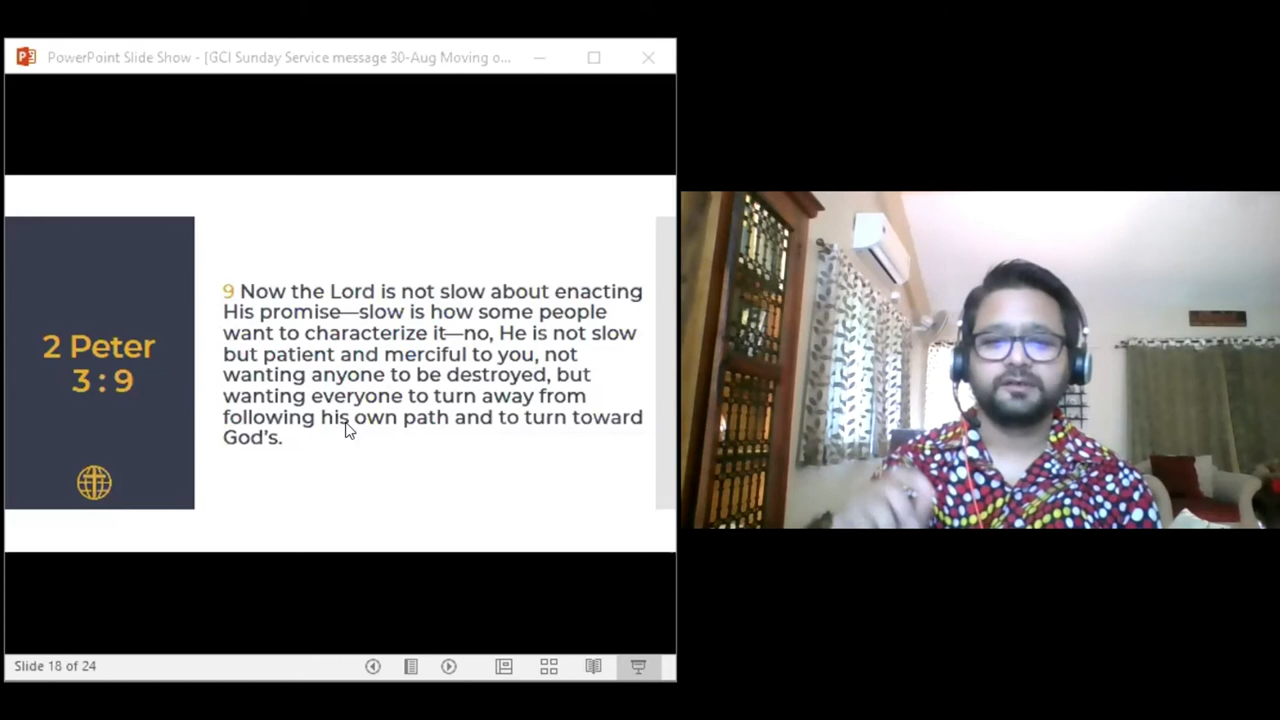 PowerPoint Slide Show - [GCI Sunday Service message 30-Aug Moving o...
2 Peter
3 : 9
9 Now the Lord is not slow about enacting
His promise—slow is how some people
want to characterize it—no, He is not slow
but patient and merciful to you, not
wanting anyone to be destroyed, but
wanting everyone to turn away from
following his own path and to turn toward
God's.
Slide 18 of 24